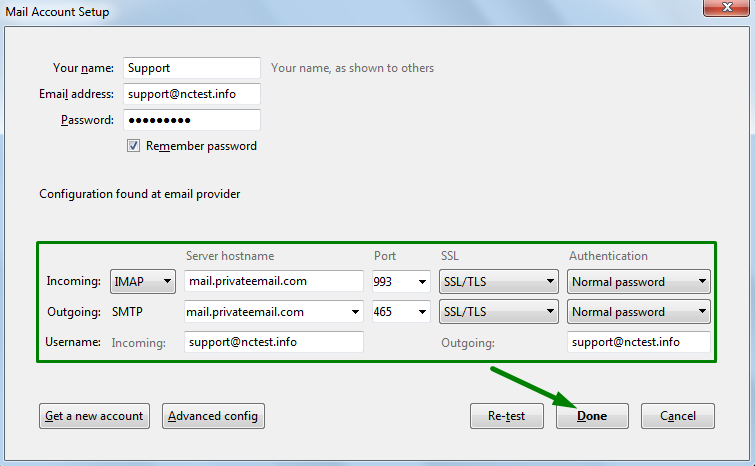 Mail Account Setup
Your name: Support Your name, as shown to others
Email address: support@nctest.info
Password: •••••••••
Remember password
Configuration found at email provider
Server hostname Port SSL Authentication
Incoming: IMAP mail.privateemail.com 993 SSL/TLS Normal password
Outgoing: SMTP mail.privateemail.com 465 SSL/TLS Normal password
Username: Incoming: support@nctest.info Outgoing: support@nctest.info
Get a new account Advanced config Re-test Done Cancel